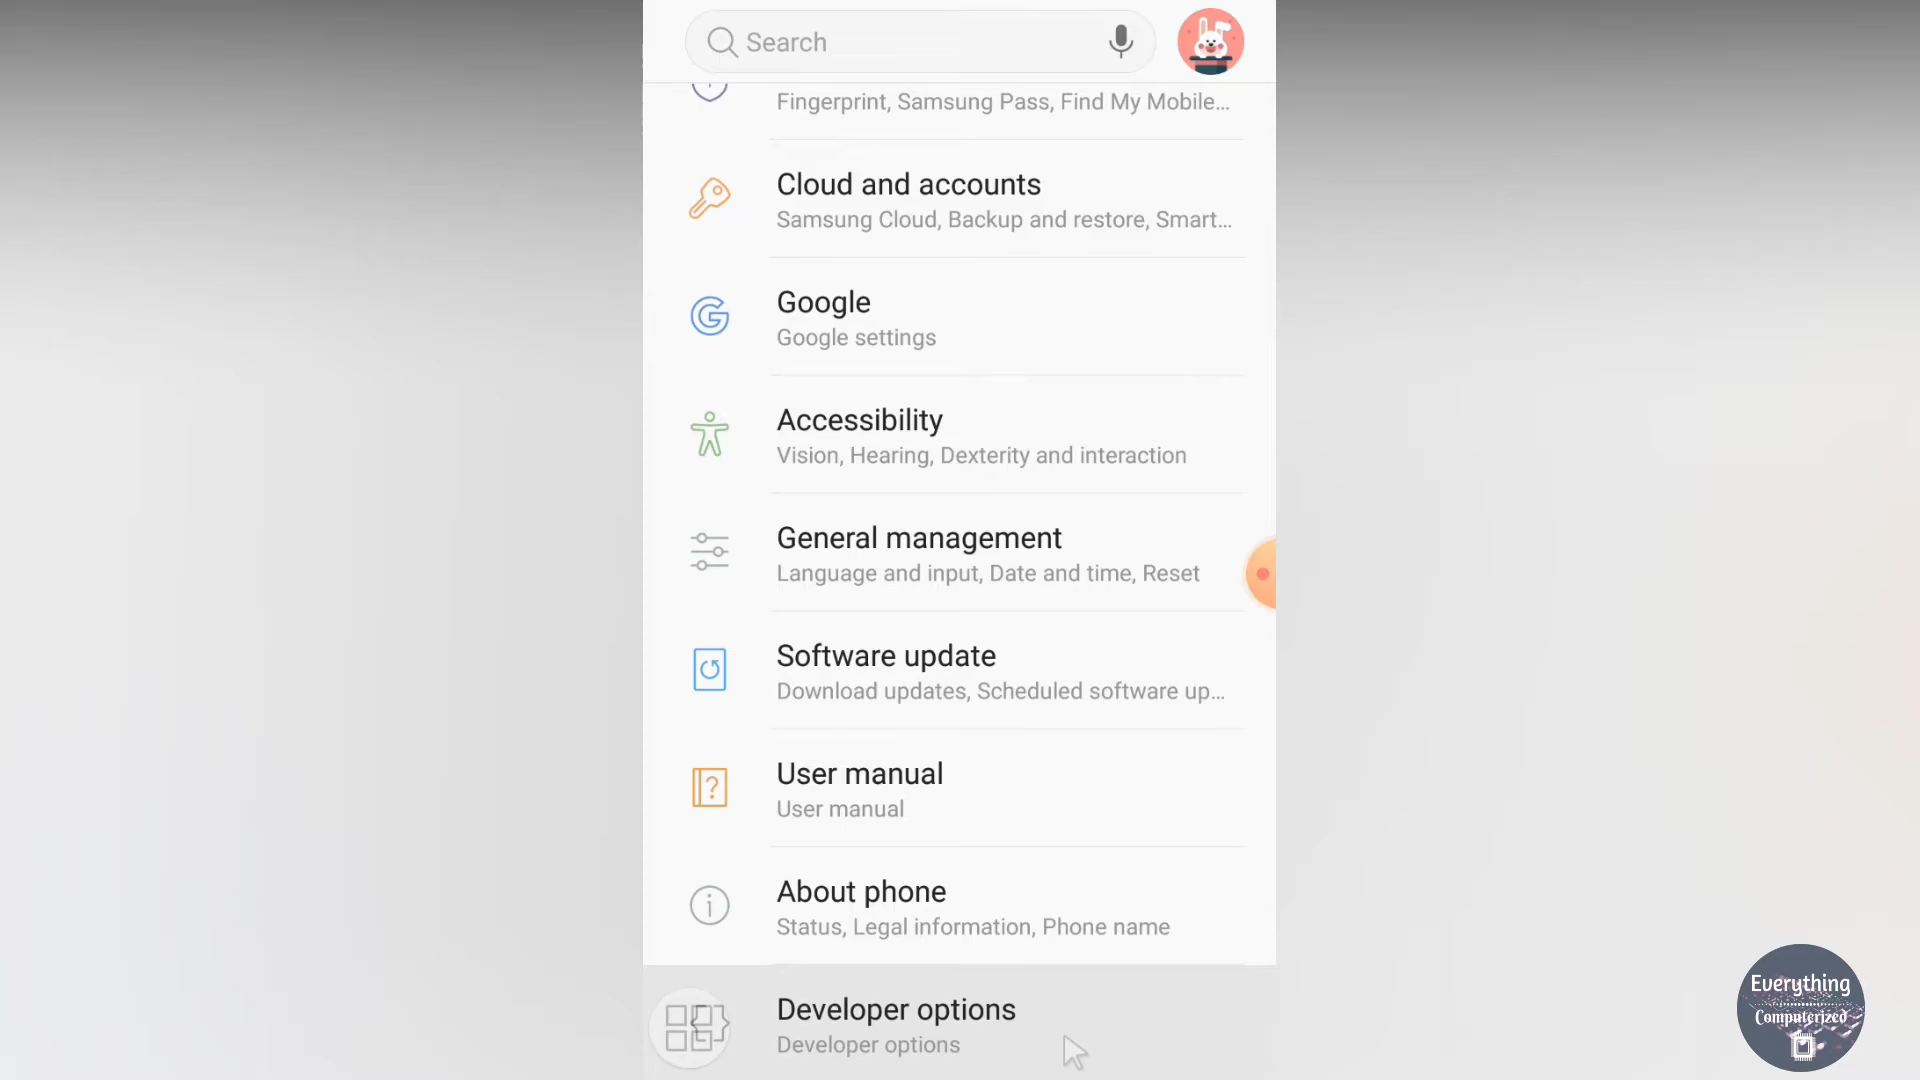 Search
Fingerprint, Samsung Pass, Find My Mobile...
Cloud and accounts
Samsung Cloud, Backup and restore, Smart...
Google
Google settings
Accessibility
Vision, Hearing, Dexterity and interaction
General management
Language and input, Date and time, Reset
Software update
Download updates, Scheduled software up...
User manual
User manual
About phone
Status, Legal information, Phone name
Developer options
Developer options
Everything
Computerized